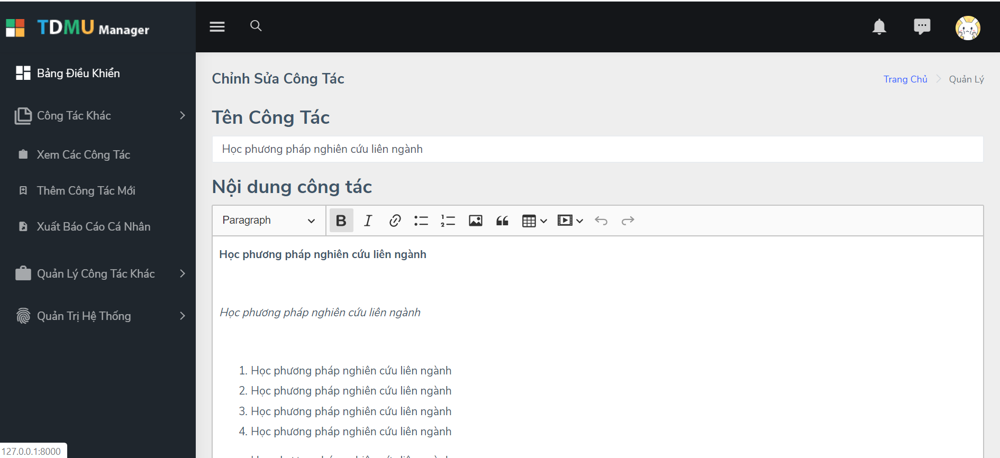 TDMU Manager
Bảng Điều Khiển
Công Tác Khác
Xem Các Công Tác
Thêm Công Tác Mới
Xuất Báo Cáo Cá Nhân
Quản Lý Công Tác Khác
Quản Trị Hệ Thống
127.0.0.1:8000
Chỉnh Sửa Công Tác
Trang Chủ Quản Lý
Tên Công Tác
Học phương pháp nghiên cứu liên ngành
Nội dung công tác
Paragraph B I
Học phương pháp nghiên cứu liên ngành
Học phương pháp nghiên cứu liên ngành
1. Học phương pháp nghiên cứu liên ngành
2. Học phương pháp nghiên cứu liên ngành
3. Học phương pháp nghiên cứu liên ngành
4. Học phương pháp nghiên cứu liên ngành